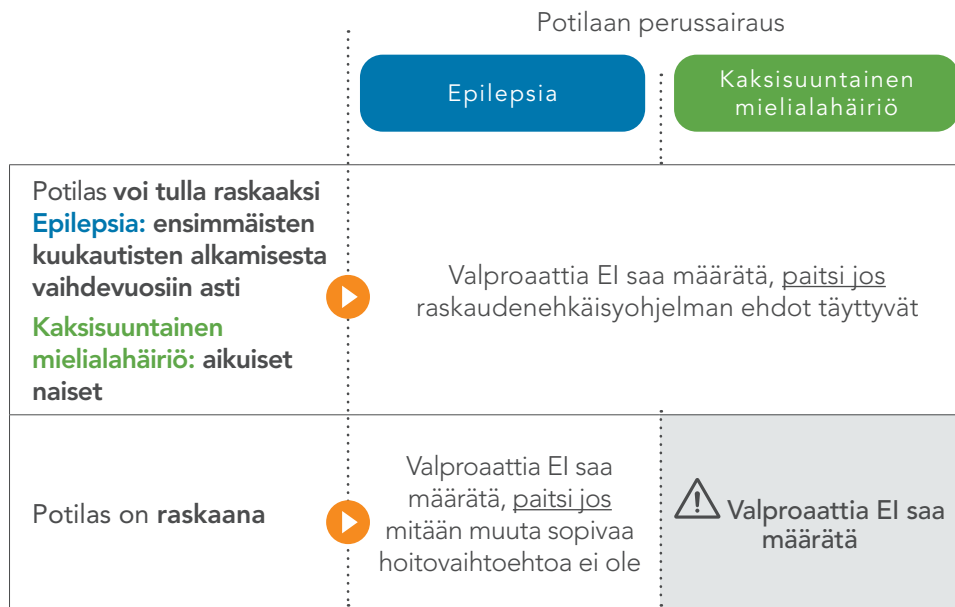 Potilaan perussairaus
Epilepsia
Kaksisuuntainen
mielialahäiriö
Potilas voi tulla raskaaksi
Epilepsia: ensimmäisten
kuukautisten alkamisesta
vaihdevuosiin asti
Kaksisuuntainen
mielialahäiriö: aikuiset
naiset
Valproaattia EI saa määrätä, paitsi jos
raskaudenehkäisyohjelman ehdot täyttyvät
Potilas on raskaana
Valproaattia EI saa
määrätä, paitsi jos
mitään muuta sopivaa
hoitovaihtoehtoa ei ole
Valproaattia EI saa
määrätä